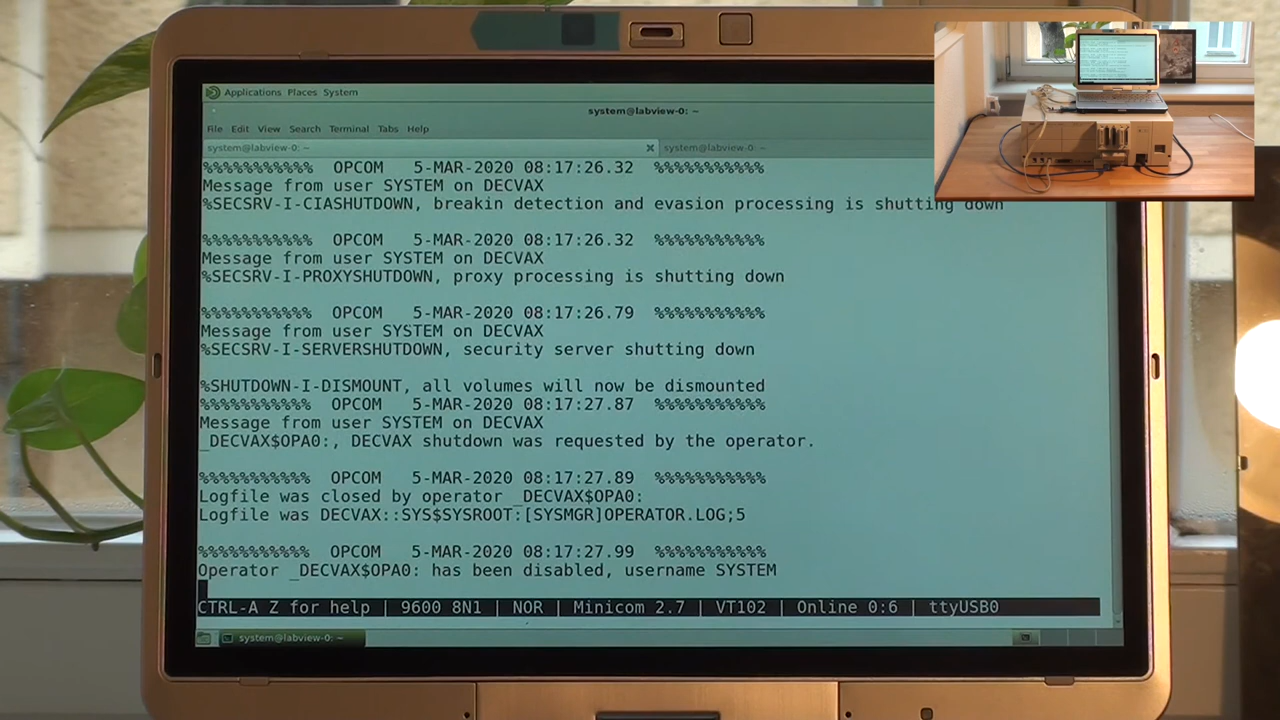 Applications Places System
system@labview-0: ~
File Edit View Search Terminal Tabs Help
system@labview-0: ~
system@labview-0: ~
%%%%%%%%%%% OPCOM 5-MAR-2020 08:17:26.32 %%%%%%%%%%%
Message from user SYSTEM on DECVAX
%SECSRV-I-CIASHUTDOWN, breakin detection and evasion processing is shutting down
%%%%%%%%%%% OPCOM 5-MAR-2020 08:17:26.32 %%%%%%%%%%%
Message from user SYSTEM on DECVAX
%SECSRV-I-PROXYSHUTDOWN, proxy processing is shutting down
%%%%%%%%%%% OPCOM 5-MAR-2020 08:17:26.79 %%%%%%%%%%%
Message from user SYSTEM on DECVAX
%SECSRV-I-SERVERSHUTDOWN, security server shutting down
%SHUTDOWN-I-DISMOUNT, all volumes will now be dismounted
%%%%%%%%%%% OPCOM 5-MAR-2020 08:17:27.87 %%%%%%%%%%%
Message from user SYSTEM on DECVAX
_DECVAX$OPA0:, DECVAX shutdown was requested by the operator.
%%%%%%%%%%% OPCOM 5-MAR-2020 08:17:27.89 %%%%%%%%%%%
Logfile was closed by operator _DECVAX$OPA0:
Logfile was DECVAX::SYS$SYSROOT:[SYSMGR]OPERATOR.LOG;5
%%%%%%%%%%% OPCOM 5-MAR-2020 08:17:27.99 %%%%%%%%%%%
Operator _DECVAX$OPA0: has been disabled, username SYSTEM
CTRL-A Z for help | 9600 8N1 | NOR | Minicom 2.7 | VT102 | Online 0:6 | ttyUSB0
system@labview-0: ~